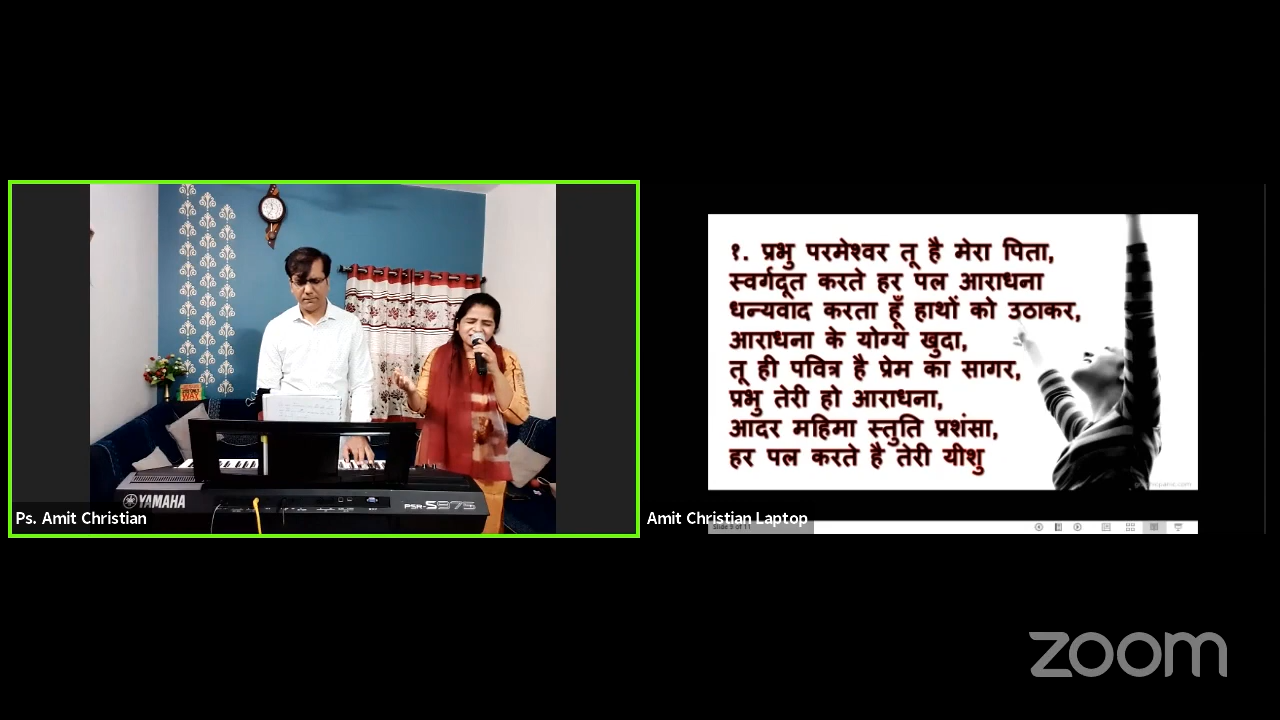 YAMAHA
PSR-S975
Ps. Amit Christian
१. प्रभु परमेश्वर तू है मेरा पिता,
स्वर्गदूत करते हर पल आराधना
धन्यवाद करता हूँ हाथों को उठाकर,
आराधना के योग्य खुदा,
तू ही पवित्र है प्रेम का सागर,
प्रभु तेरी हो आराधना,
आदर महिमा स्तुति प्रशंसा,
हर पल करते है तेरी यीशु
Amit Christian Laptop
zoom